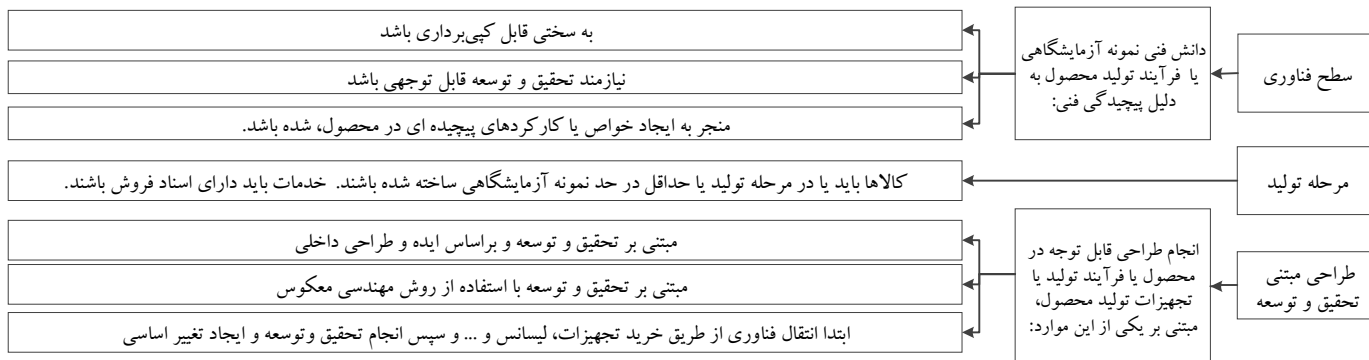 سطح فناوری
دانش فنی نمونه آزمایشگاهی
یا فرآیند تولید محصول به
دلیل پیچیدگی فنی:
به سختی قابل کپی‌برداری باشد
نیازمند تحقیق و توسعه قابل توجهی باشد
منجر به ایجاد خواص یا کارکردهای پیچیده ای در محصول، شده باشد.
مرحله تولید
کالاها باید یا در مرحله تولید یا حداقل در حد نمونه آزمایشگاهی ساخته شده باشند. خدمات باید دارای اسناد فروش باشند.
طراحی مبتنی
تحقیق و توسعه
انجام طراحی قابل توجه در
محصول یا فرآیند تولید یا
تجهیزات تولید محصول،
مبتنی بر یکی از این موارد:
مبتنی بر تحقیق و توسعه و براساس ایده و طراحی داخلی
مبتنی بر تحقیق و توسعه با استفاده از روش مهندسی معکوس
ابتدا انتقال فناوری از طریق خرید تجهیزات، لیسانس و ... و سپس انجام تحقیق وتوسعه و ایجاد تغییر اساسی